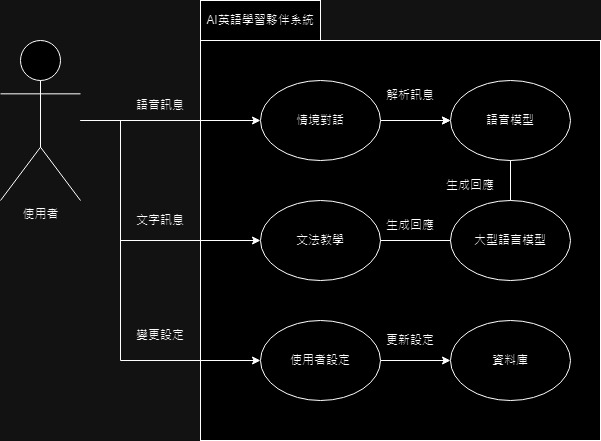 AI英語學習夥伴系統
語音訊息
情境對話
解析訊息
語言模型
生成回應
使用者
文字訊息
文法教學
生成回應
大型語言模型
變更設定
使用者設定
更新設定
資料庫